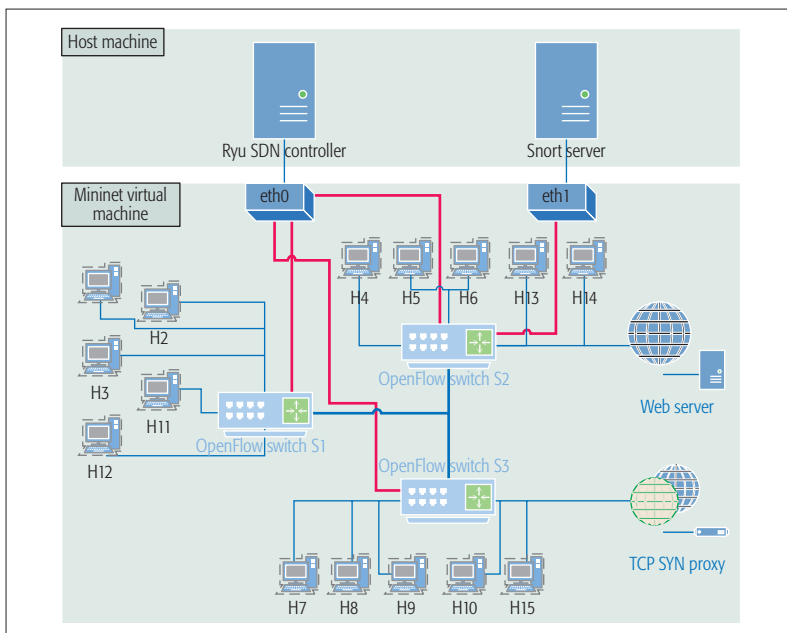 Host machine
Ryu SDN controller
Snort server
Mininet virtual
machine
eth0
eth1
H4
H5
H6
H13
H14
H2
H3
H11
H12
OpenFlow switch S2
Web server
OpenFlow switch S1
OpenFlow switch S3
TCP SYN proxy
H7
H8
H9
H10
H15